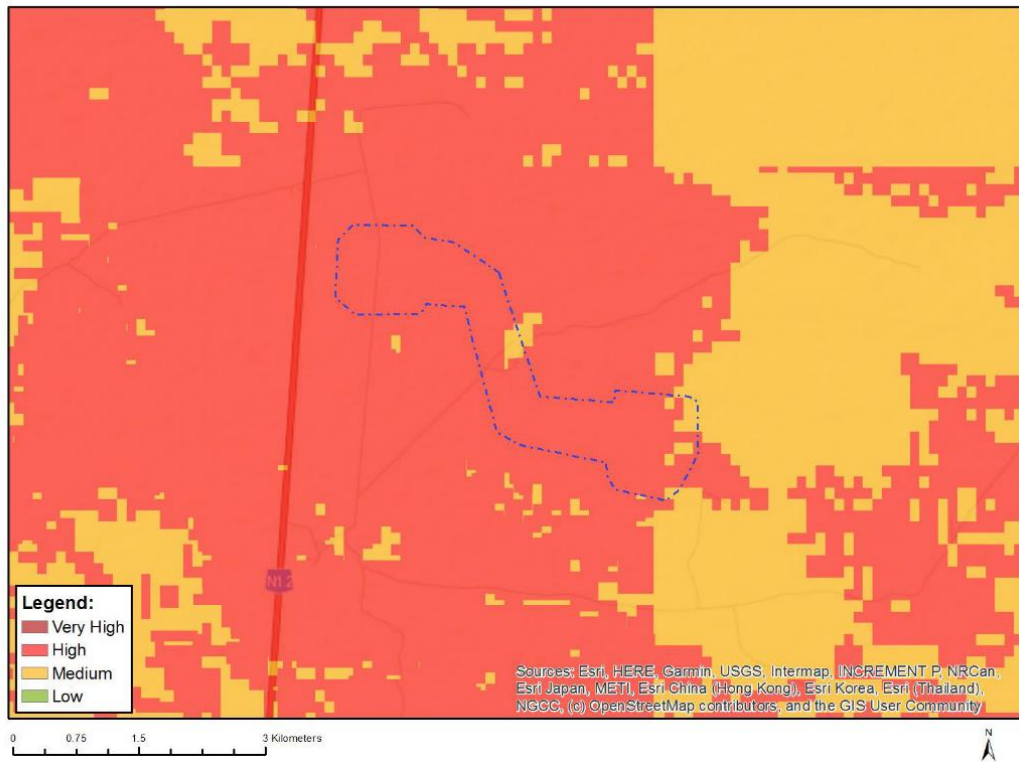 N12
Legend:
Very High
High
Medium
Low
Sources: Esri, HERE, Garmin, USGS, Intermap, INCREMENT P, NRCan,
Esri Japan, METI, Esri China (Hong Kong), Esri Korea, Esri (Thailand),
NGCC, (c) OpenStreetMap contributors, and the GIS User Community
0 0.75 1.5 3 Kilometers
N